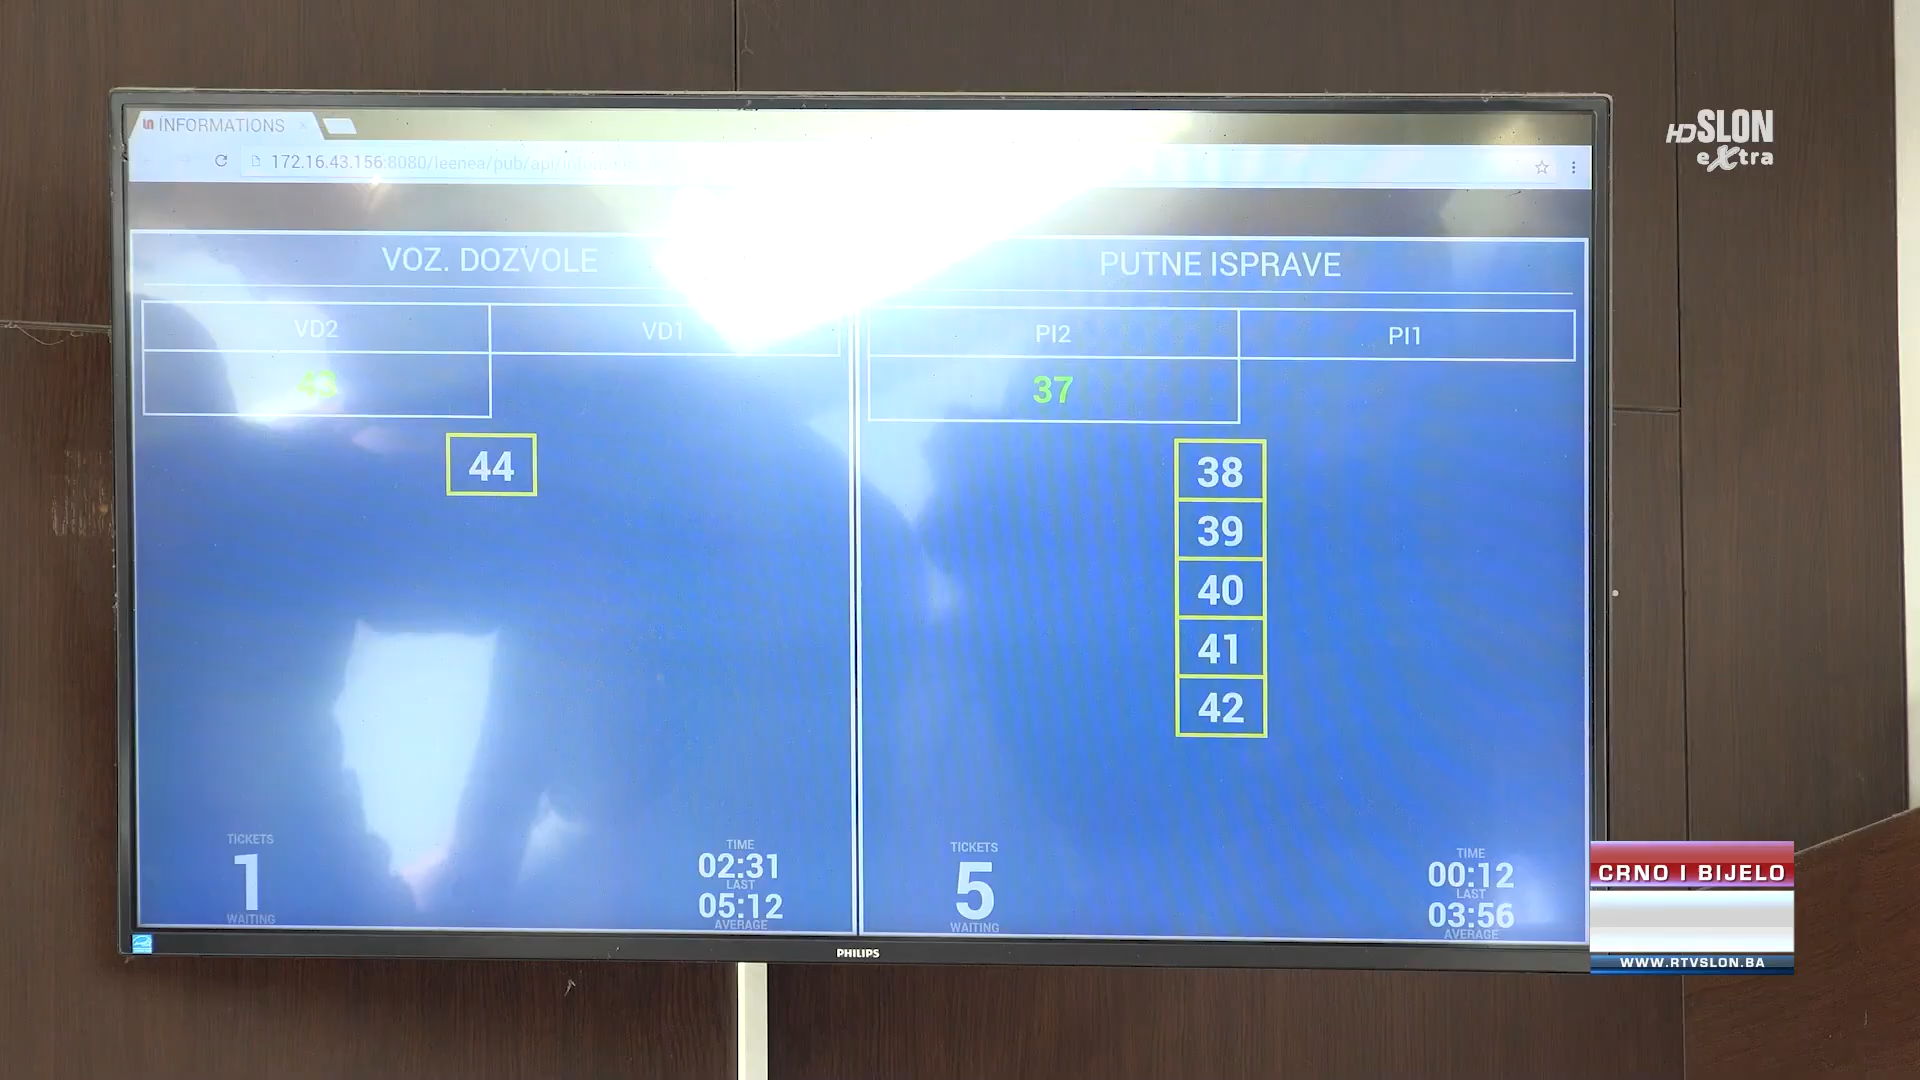 INFORMATIONS
172.16.43.156:8080/leenea/pub/api/
HD SLON
eXtra
VOZ. DOZVOLE
VD2
VD1
43
44
TICKETS
1
WAITING
TIME
02:31
LAST
05:12
AVERAGE
PUTNE ISPRAVE
PI2
PI1
37
38
39
40
41
42
TICKETS
5
WAITING
TIME
00:12
LAST
03:56
AVERAGE
PHILIPS
CRNO I BIJELO
WWW.RTVSLON.BA